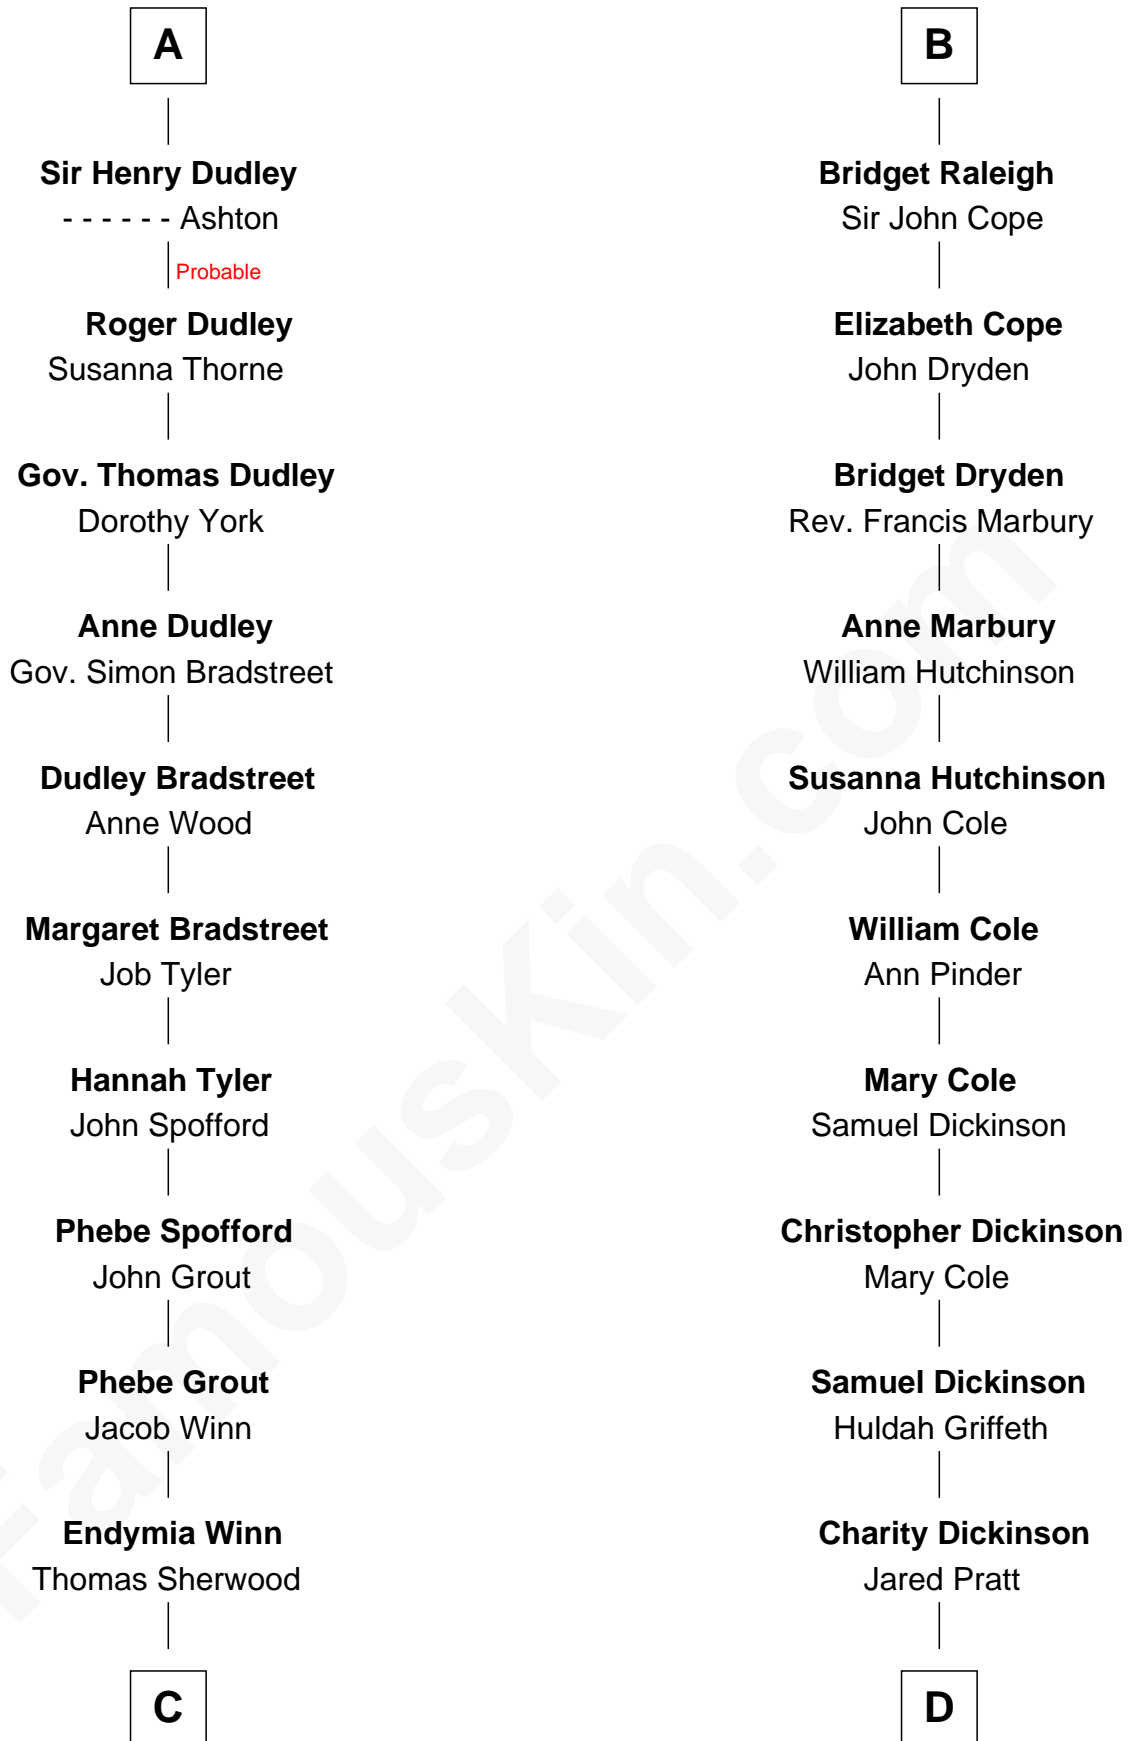 A
Sir Henry Dudley
- - - - - - Ashton
Probable
Roger Dudley
Susanna Thorne
Gov. Thomas Dudley
Dorothy York
Anne Dudley
Gov. Simon Bradstreet
Dudley Bradstreet
Anne Wood
Margaret Bradstreet
Job Tyler
Hannah Tyler
John Spofford
Phebe Spofford
John Grout
Phebe Grout
Jacob Winn
Endymia Winn
Thomas Sherwood
C
B
Bridget Raleigh
Sir John Cope
Elizabeth Cope
John Dryden
Bridget Dryden
Rev. Francis Marbury
Anne Marbury
William Hutchinson
Susanna Hutchinson
John Cole
William Cole
Ann Pinder
Mary Cole
Samuel Dickinson
Christopher Dickinson
Mary Cole
Samuel Dickinson
Huldah Griffeth
Charity Dickinson
Jared Pratt
D
FamousKin.com